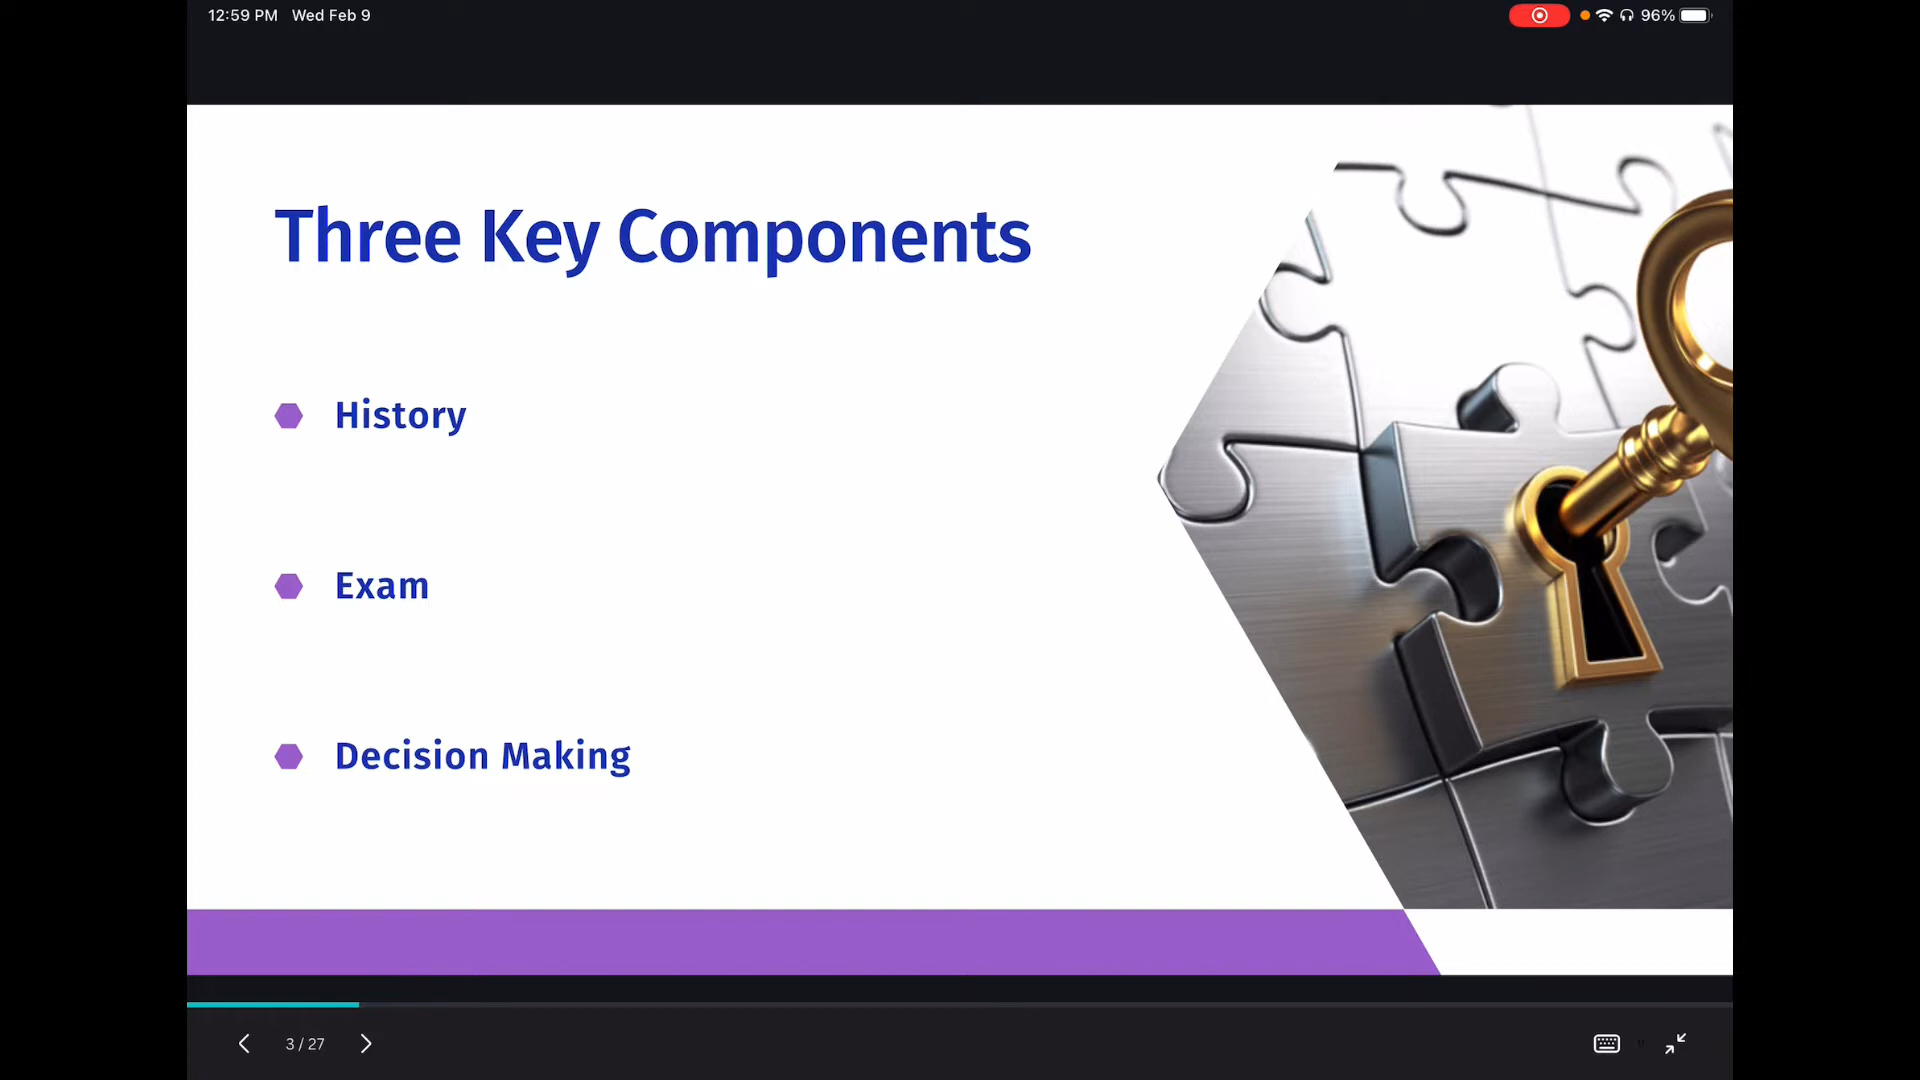 12:59 PM Wed Feb 9
96%
Three Key Components
History
Exam
Decision Making
3 / 27